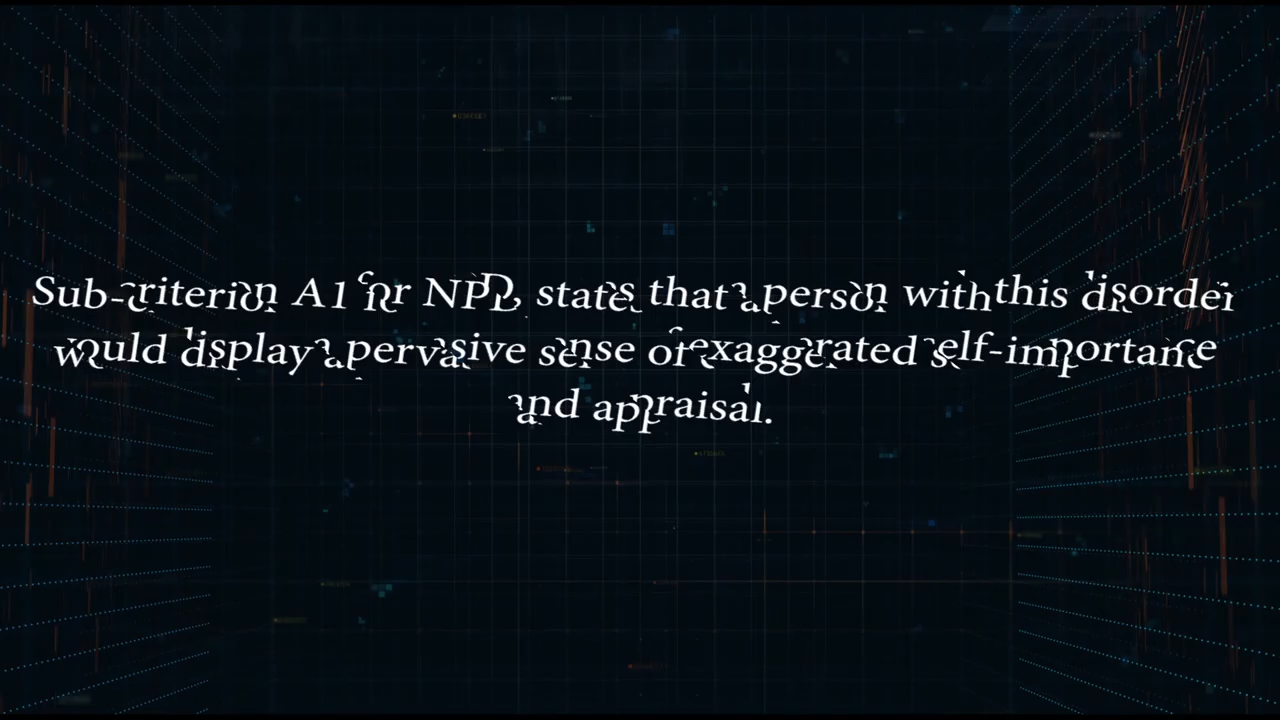 Sub-criterion A1 for NPD, states that a person with this disorder
would display a pervasive sense of exaggerated self-importance
and appraisal.